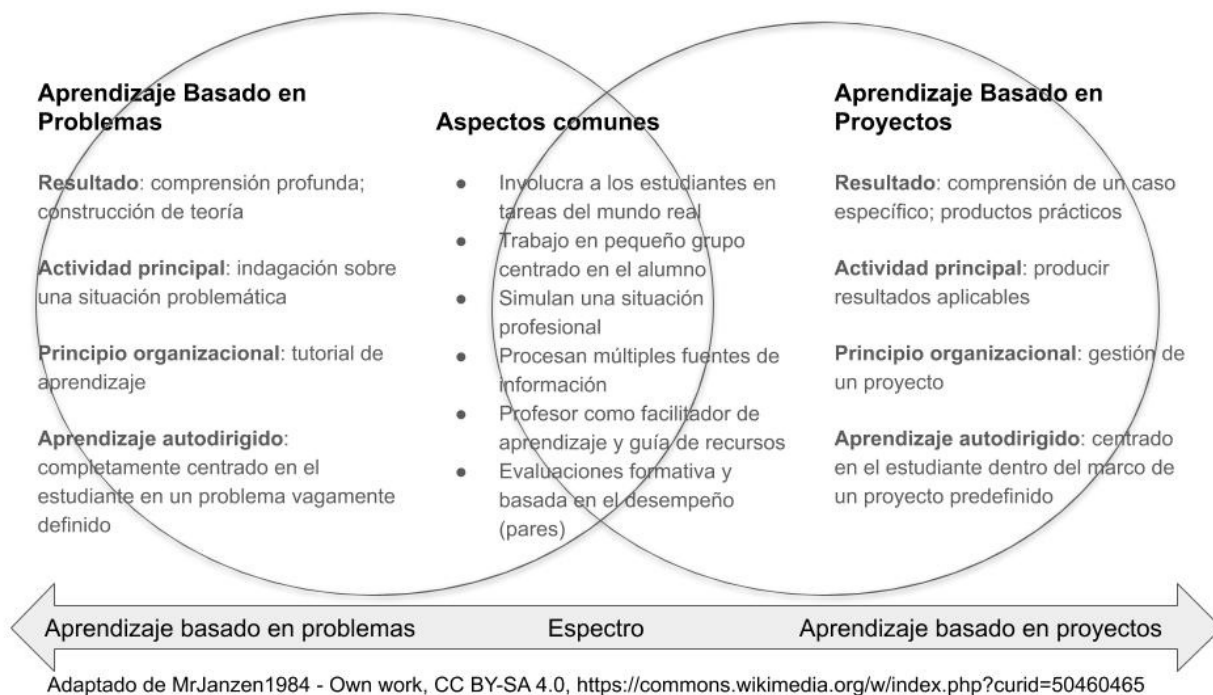 Aprendizaje Basado en
Problemas
Resultado: comprensión profunda;
construcción de teoría
Actividad principal: indagación sobre
una situación problemática
Principio organizacional: tutorial de
aprendizaje
Aprendizaje autodirigido:
completamente centrado en el
estudiante en un problema vagamente
definido
Aspectos comunes
● Involucra a los estudiantes en
tareas del mundo real
● Trabajo en pequeño grupo
centrado en el alumno
● Simulan una situación
profesional
● Procesan múltiples fuentes de
información
● Profesor como facilitador de
aprendizaje y guía de recursos
● Evaluaciones formativa y
basada en el desempeño
(pares)
Aprendizaje Basado en
Proyectos
Resultado: comprensión de un caso
específico; productos prácticos
Actividad principal: producir
resultados aplicables
Principio organizacional: gestión de
un proyecto
Aprendizaje autodirigido: centrado
en el estudiante dentro del marco de
un proyecto predefinido
Aprendizaje basado en problemas
Espectro
Aprendizaje basado en proyectos
Adaptado de MrJanzen1984 - Own work, CC BY-SA 4.0, https://commons.wikimedia.org/w/index.php?curid=50460465